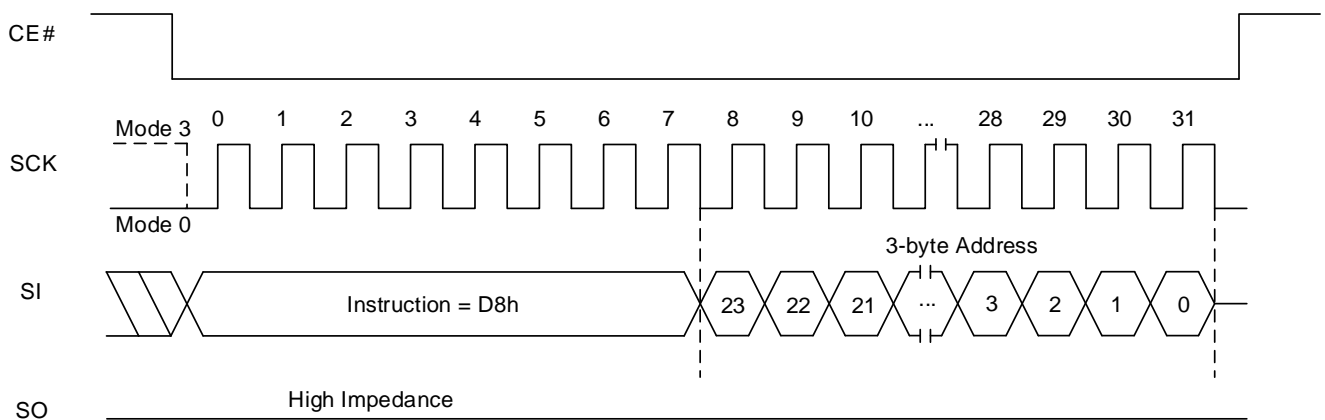 CE#
0 1 2 3 4 5 6 7 8 9 10 ... 28 29 30 31
Mode 3
SCK
Mode 0
3-byte Address
SI
Instruction = D8h 23 22 21 ... 3 2 1 0
High Impedance
SO